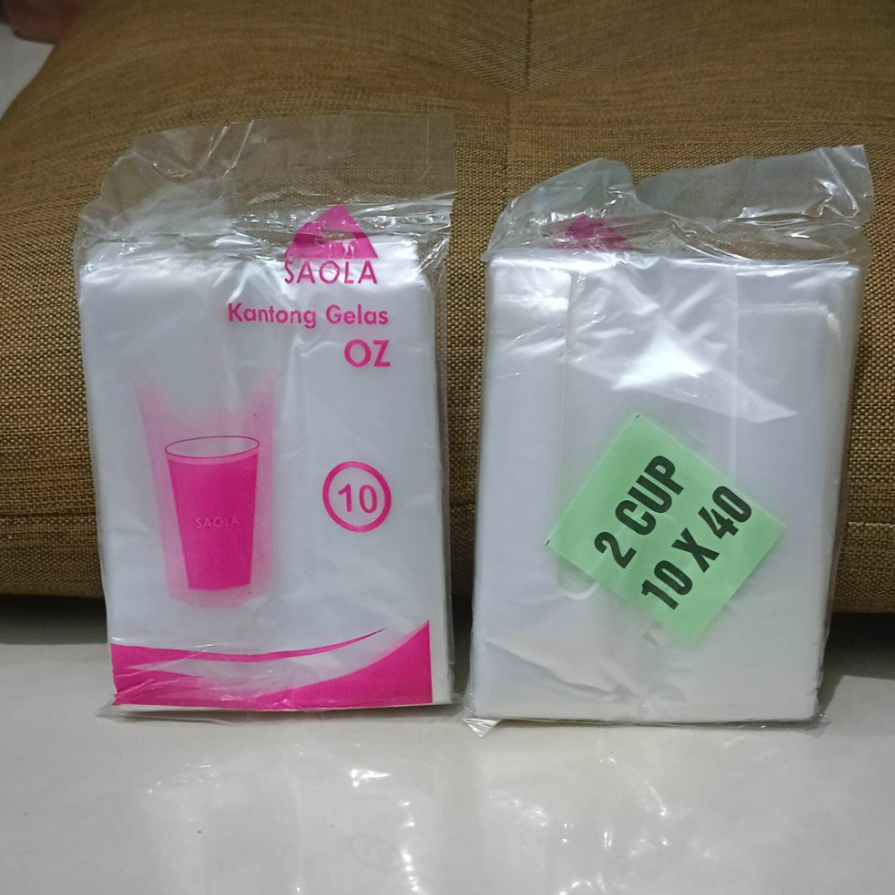 SAOLA
Kantong Gelas
OZ
10
SAOLA
2 CUP
10 X 40